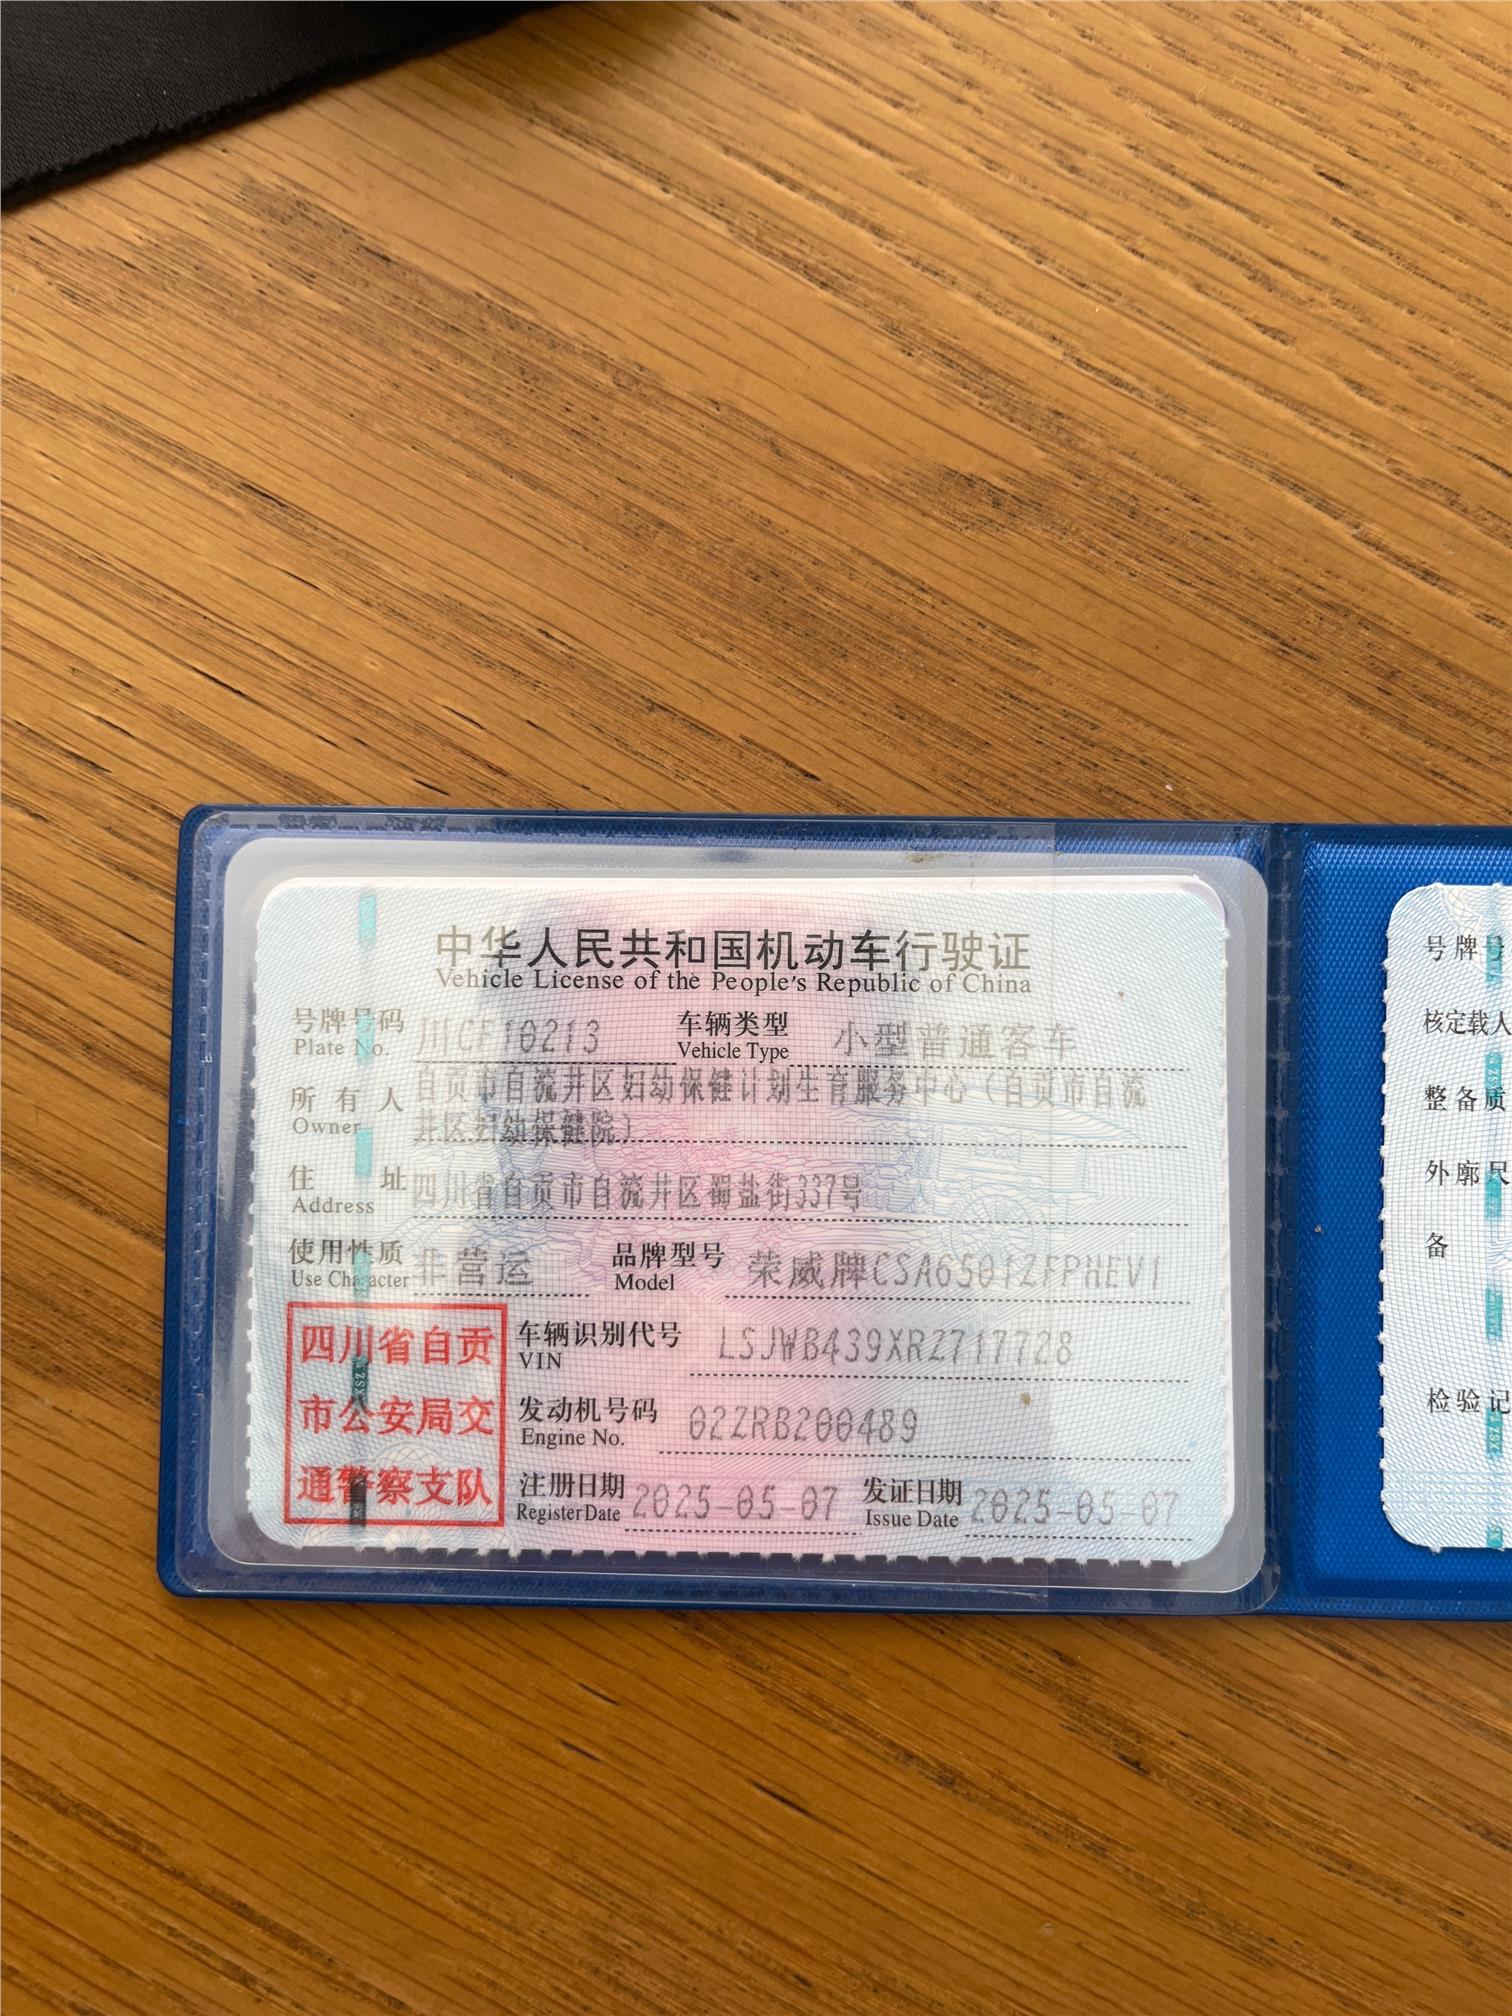 中华人民共和国机动车行驶证
Vehicle License of the People's Republic of China
号牌号码 川CF10213 车辆类型 小型普通客车
Plate No. Vehicle Type
所有人 自贡市自流井区妇幼保健计划生育服务中心（自贡市自流
Owner 井区妇幼保健院）
住址 四川省自贡市自流井区蜀盐街337号
Address
使用性质 非营运 品牌型号 荣威牌CSA6501ZFPHEV1
Use Character Model
四川省自贡
市公安局交
通警察支队
车辆识别代号 LSJWB439XRZ717728
VIN
发动机号码 02ZRB200489
Engine No.
注册日期 2025-05-07 发证日期 2025-05-07
Register Date Issue Date
号牌号
核定载人
整备质
外廓尺
备
检验记